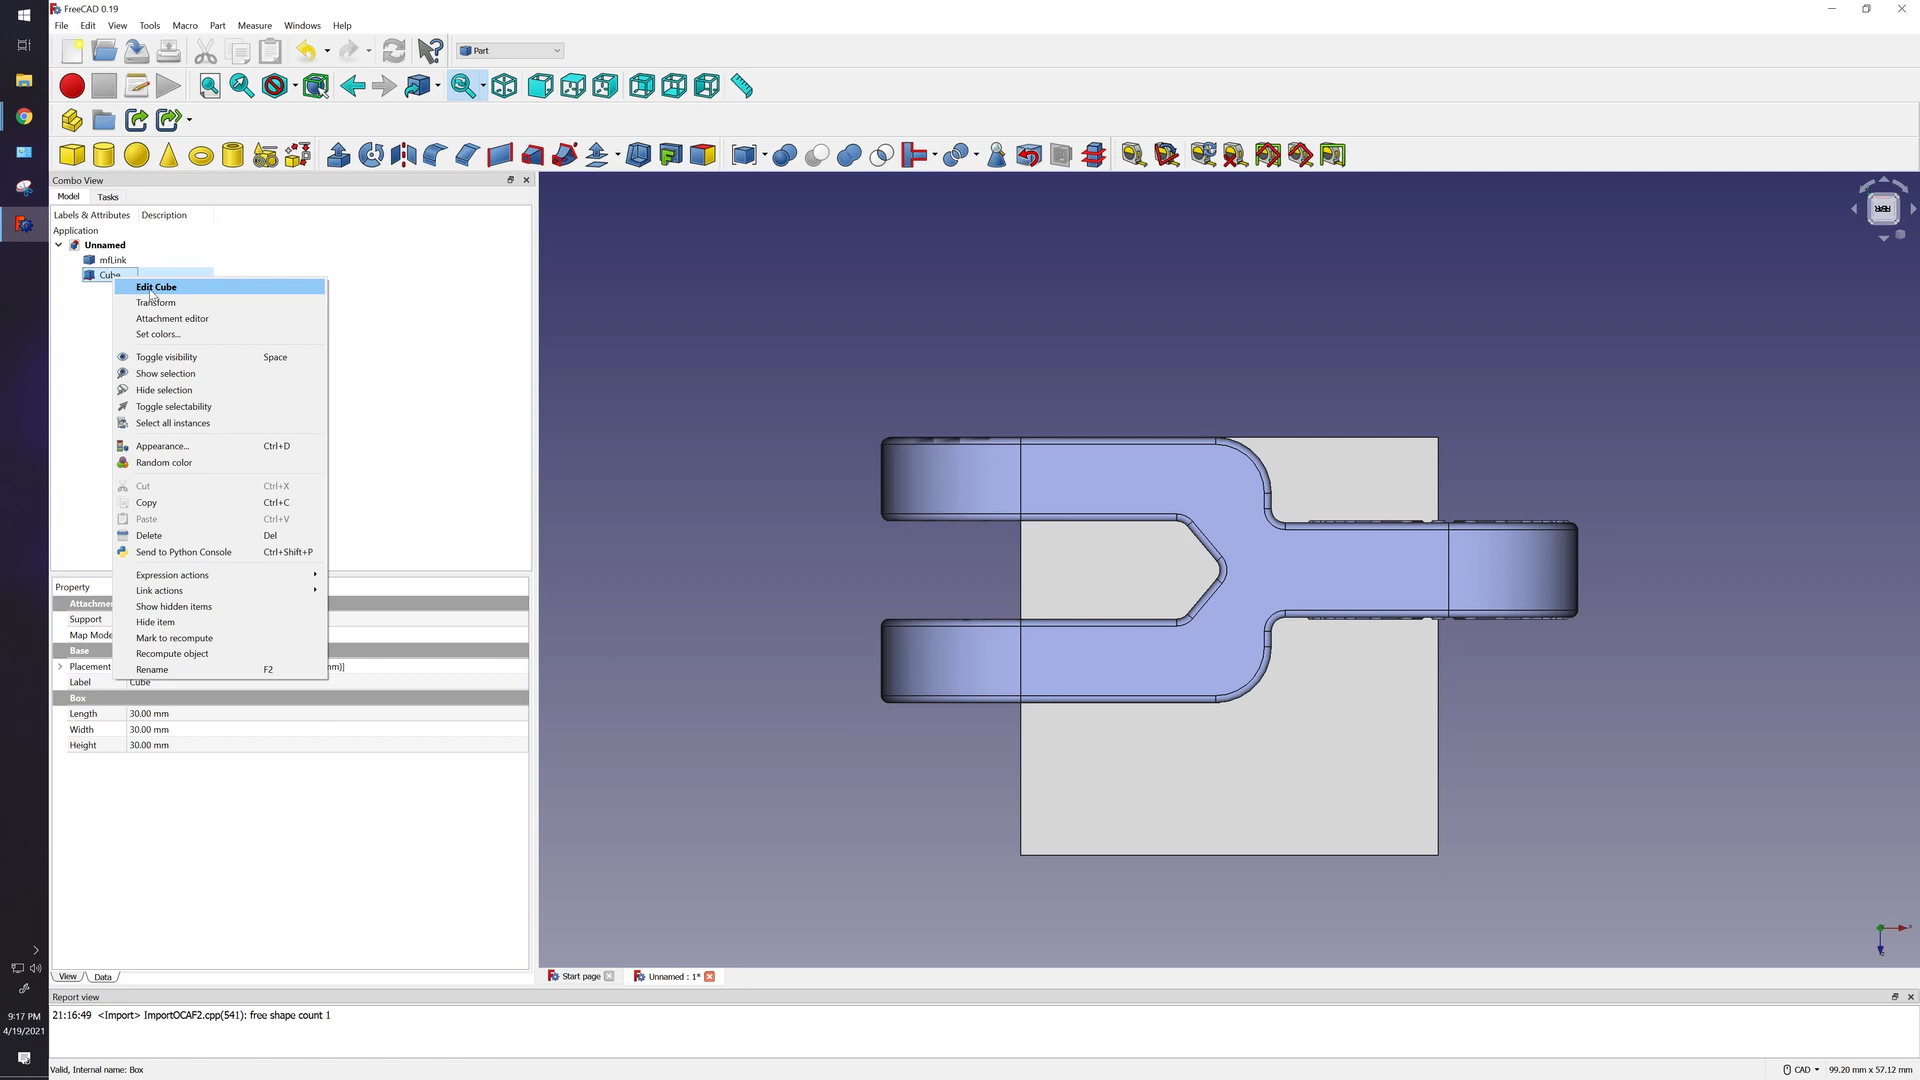 FreeCAD 0.19
File Edit View Tools Macro Part Measure Windows Help
Part
Combo View
Model Tasks
Labels & Attributes Description
Application
Unnamed
mfLink
Cube
Edit Cube
Transform
Attachment editor
Set colors...
Toggle visibility Space
Show selection
Hide selection
Toggle selectability
Select all instances
Appearance... Ctrl+D
Random color
Cut Ctrl+X
Copy Ctrl+C
Paste Ctrl+V
Delete Del
Send to Python Console Ctrl+Shift+P
Expression actions
Link actions
Show hidden items
Hide item
Mark to recompute
Recompute object
Rename F2
Property
Attachme
Support
Map Mode
Base
Placement mm)]
Label Cube
Box
Length 30.00 mm
Width 30.00 mm
Height 30.00 mm
View Data
Start page Unnamed : 1*
Report view
21:16:49 <Import> ImportOCAF2.cpp(541): free shape count 1
9:17 PM
4/19/2021
Valid, Internal name: Box
CAD 99.20 mm x 57.12 mm